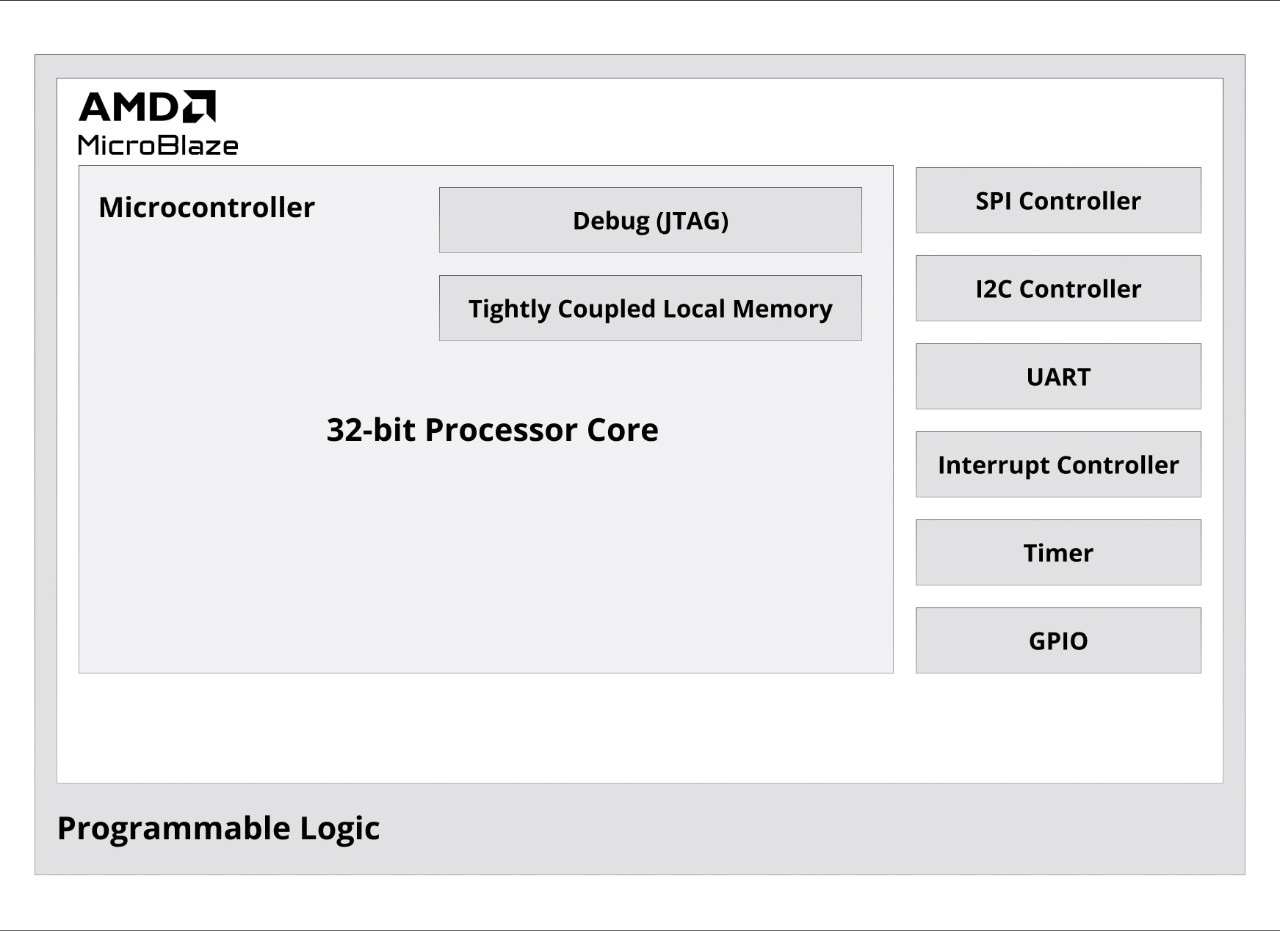 AMD
MicroBlaze
Microcontroller
Debug (JTAG)
Tightly Coupled Local Memory
32-bit Processor Core
SPI Controller
I2C Controller
UART
Interrupt Controller
Timer
GPIO
Programmable Logic